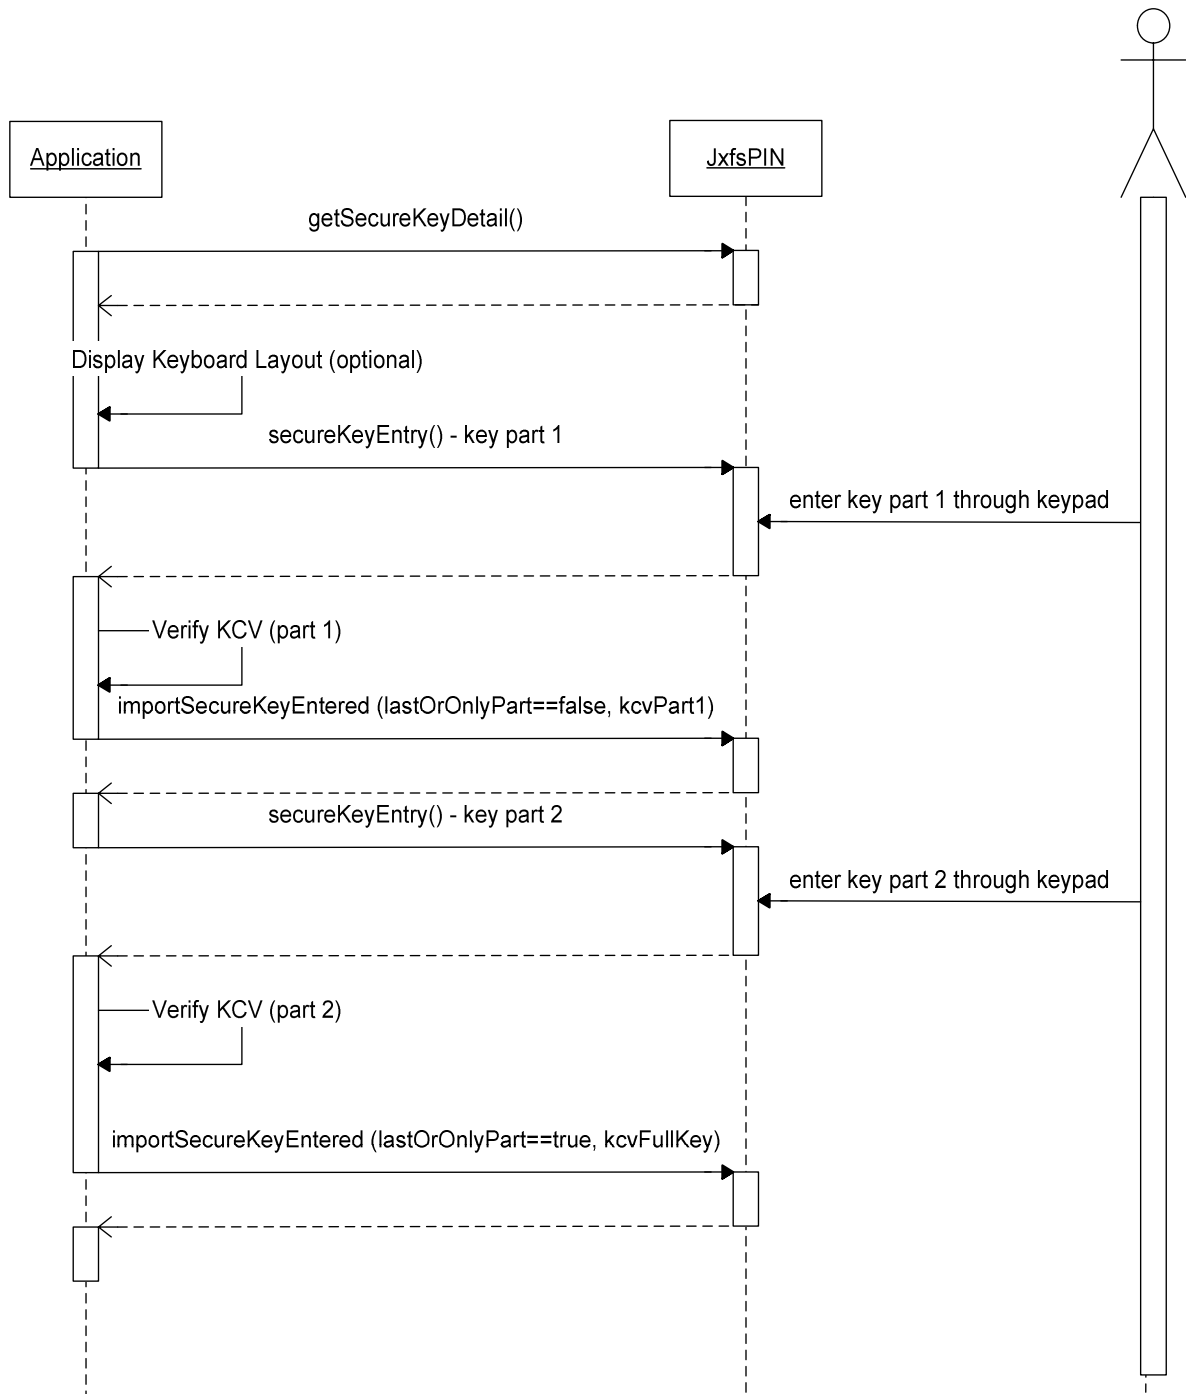 Application
JxfsPIN
getSecureKeyDetail()
Display Keyboard Layout (optional)
secureKeyEntry() - key part 1
enter key part 1 through keypad
Verify KCV (part 1)
importSecureKeyEntered (lastOrOnlyPart==false, kcvPart1)
secureKeyEntry() - key part 2
enter key part 2 through keypad
Verify KCV (part 2)
importSecureKeyEntered (lastOrOnlyPart==true, kcvFullKey)